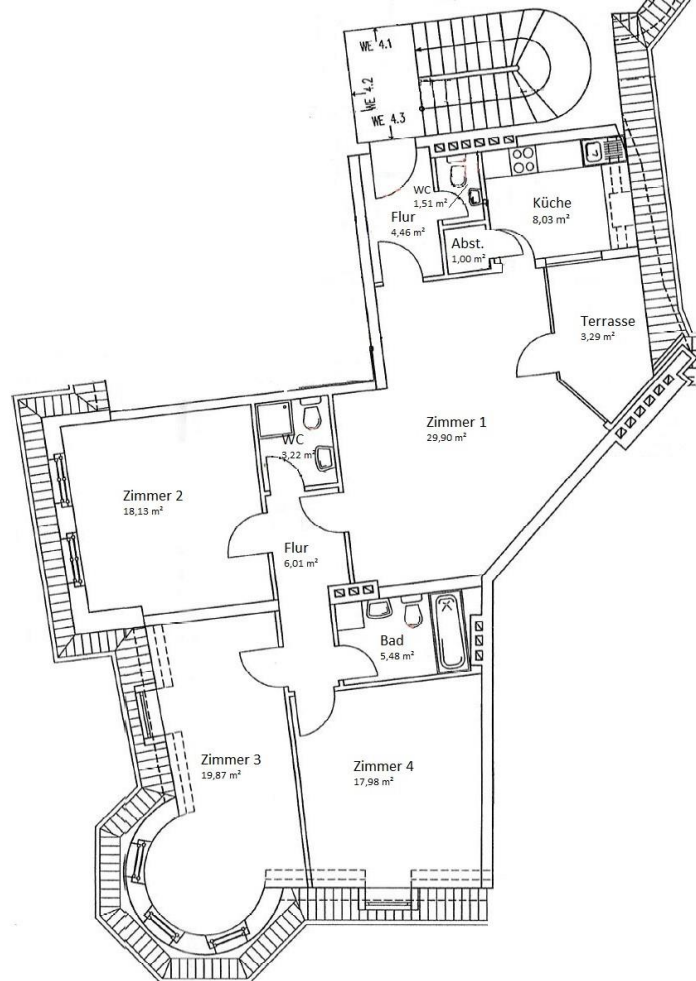 WE 4.1
WE 4.2
WE 4.3
WC
1,51 m²
Küche
8,03 m²
Flur
4,46 m²
Abst.
1,00 m²
Terrasse
3,29 m²
Zimmer 1
29,90 m²
WC
3,22 m²
Zimmer 2
18,13 m²
Flur
6,01 m²
Bad
5,48 m²
Zimmer 3
19,87 m²
Zimmer 4
17,98 m²